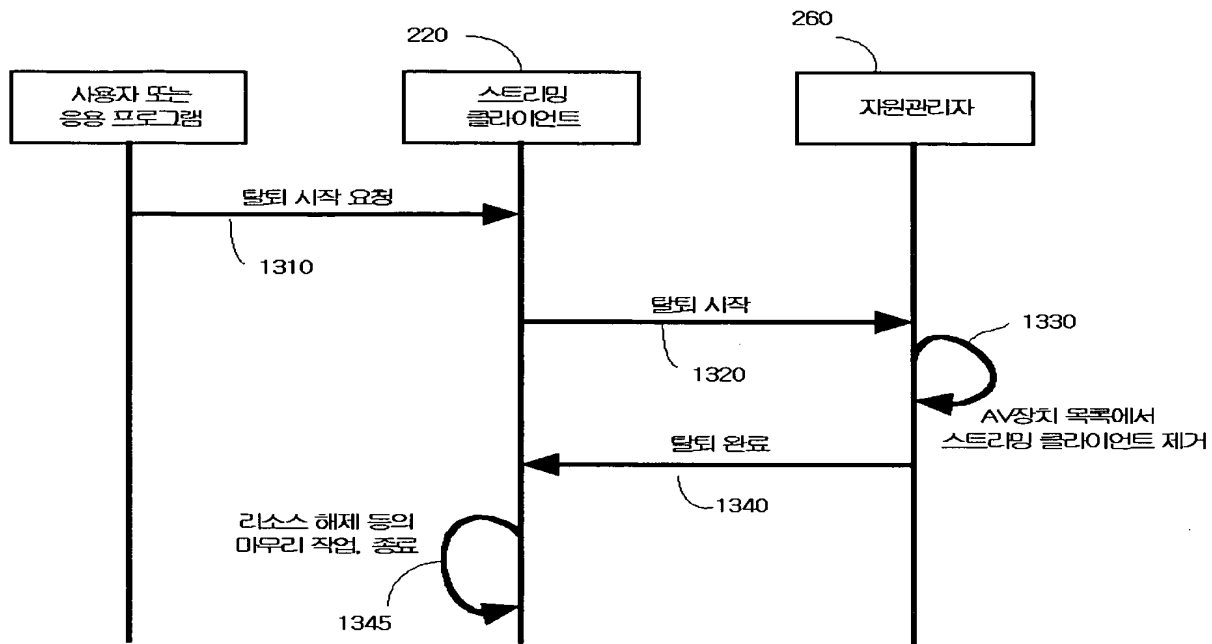 220
260
사용자 또는
응용 프로그램
스트리밍
클라이언트
자원관리자
탈퇴 시작 요청
1310
탈퇴 시작
1320
1330
AV장치 목록에서
스트리밍 클라이언트 제거
탈퇴 완료
1340
리소스 해제 등의
마무리 작업, 종료
1345